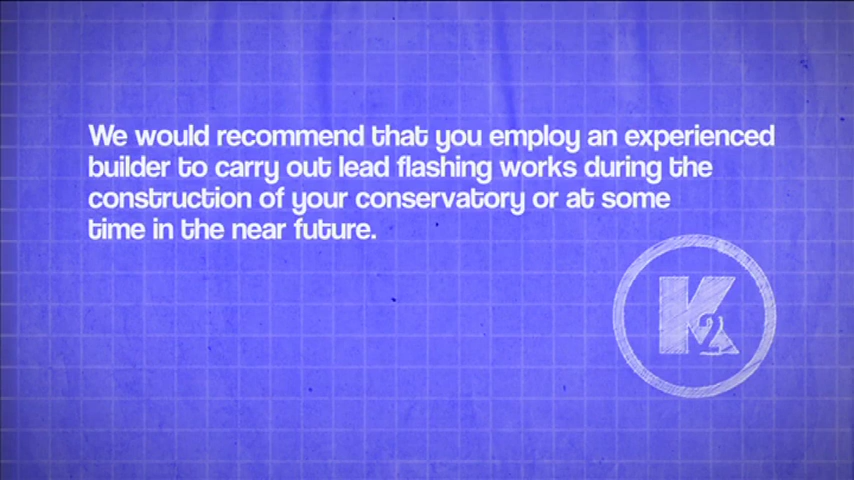 We would recommend that you employ an experienced
builder to carry out lead flashing works during the
construction of your conservatory or at some
time in the near future.
K2